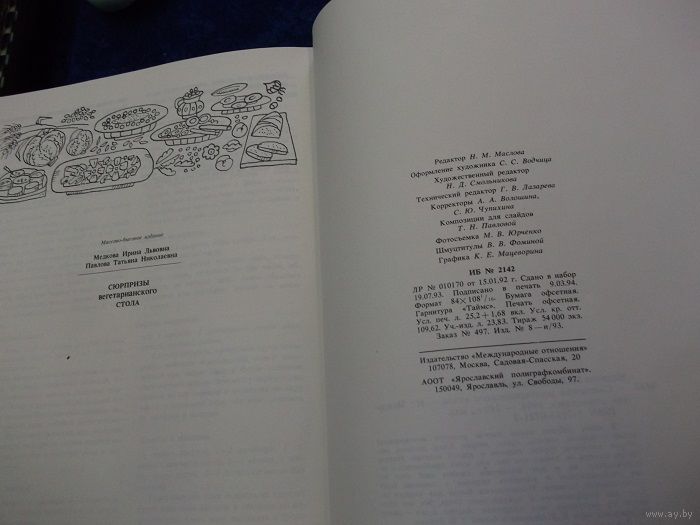 Массово-бытовое издание
Медкова Ирина Львовна
Павлова Татьяна Николаевна
СЮРПРИЗЫ
вегетарианского
СТОЛА
Редактор Н. М. Маслова
Оформление художника С. С. Водчица
Художественный редактор
Н. Д. Смольникова
Технический редактор Г. В. Лазарева
Корректоры А. А. Волошина,
С. Ю. Чупихина
Композиции для слайдов
Т. Н. Павловой
Фотосъемка М. В. Юрченко
Шмуцтитулы В. В. Фоминой
Графика К. Е. Мацеворина
ИБ № 2142
ЛР № 010170 от 15.01.92 г. Сдано в набор
19.07.93. Подписано в печать 9.03.94.
Формат 84×108 1/16. Бумага офсетная.
Гарнитура «Таймс». Печать офсетная.
Усл. печ. л. 25,2+1,68 вкл. Усл. кр. отт.
109,62. Уч.-изд. л. 23,83. Тираж 54 000 экз.
Заказ № 497. Изд. № 8—и/93.
Издательство «Международные отношения»
107078, Москва, Садовая-Спасская, 20
АООТ «Ярославский полиграфкомбинат».
150049, Ярославль, ул. Свободы, 97.
www.ay.by